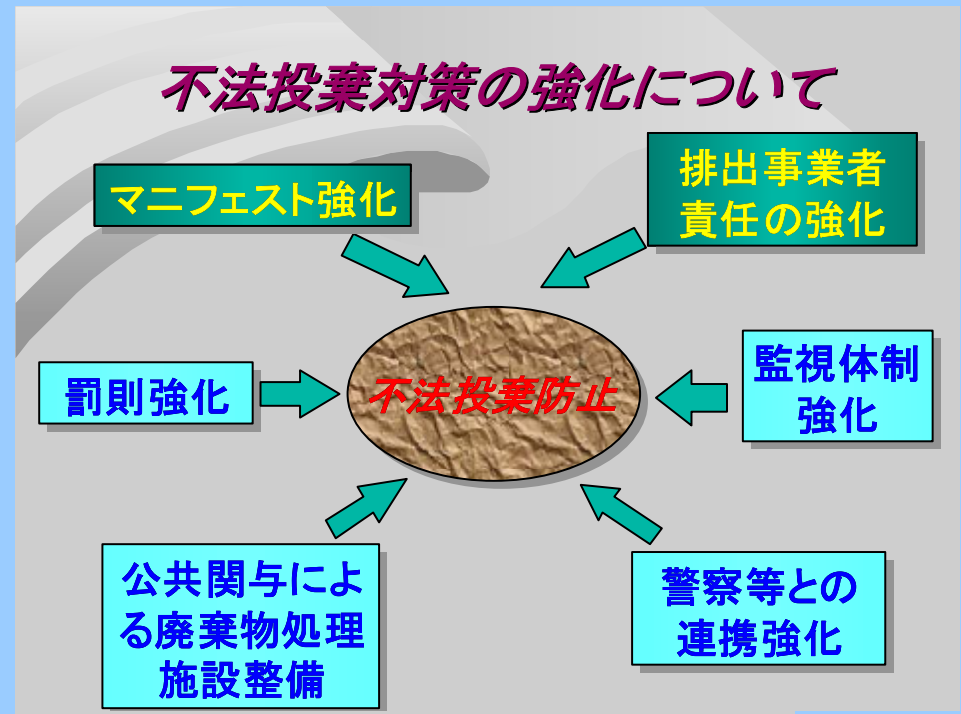 不法投棄対策の強化について
マニフェスト強化
排出事業者
責任の強化
罰則強化
不法投棄防止
監視体制
強化
公共関与によ
る廃棄物処理
施設整備
警察等との
連携強化